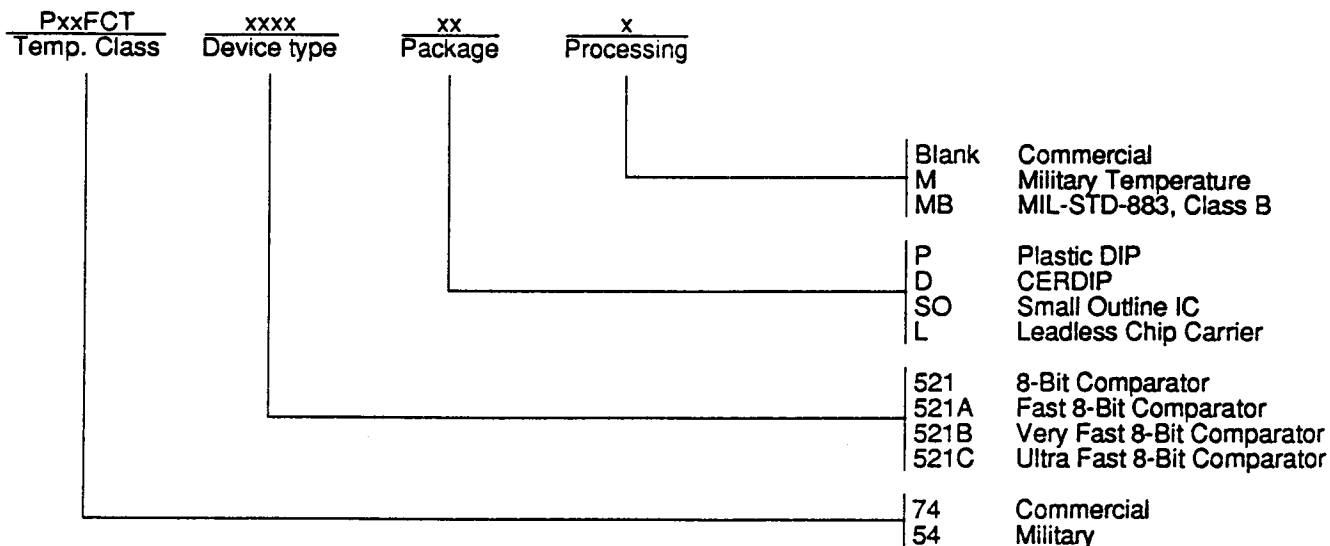 PxxFCT xxxx xx x
Temp. Class Device type Package Processing
Blank Commercial
M Military Temperature
MB MIL-STD-883, Class B
P Plastic DIP
D CERDIP
SO Small Outline IC
L Leadless Chip Carrier
521 8-Bit Comparator
521A Fast 8-Bit Comparator
521B Very Fast 8-Bit Comparator
521C Ultra Fast 8-Bit Comparator
74 Commercial
54 Military